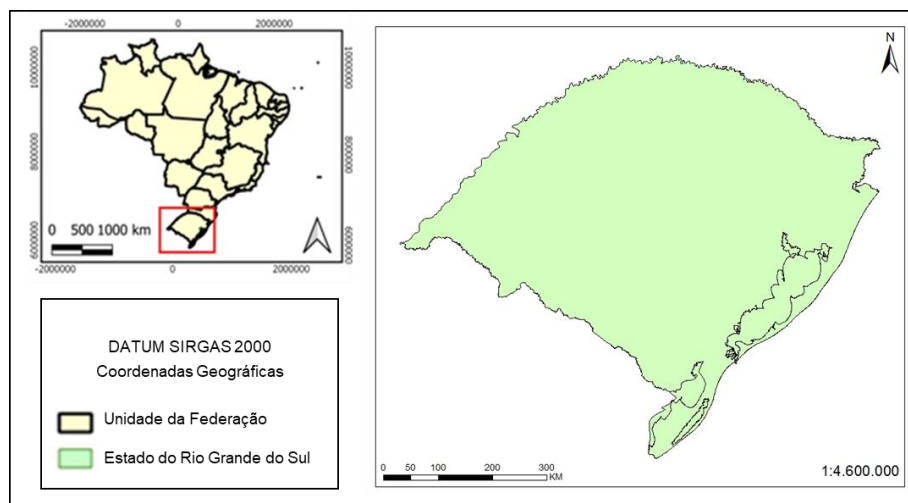 -2000000 0 2000000
10000000 10000000
8000000 8000000
6000000 6000000
0 500 1000 km
-2000000 0 2000000
N
DATUM SIRGAS 2000
Coordenadas Geográficas
Unidade da Federação
Estado do Rio Grande do Sul
0 50 100 200 300
KM
1:4.600.000